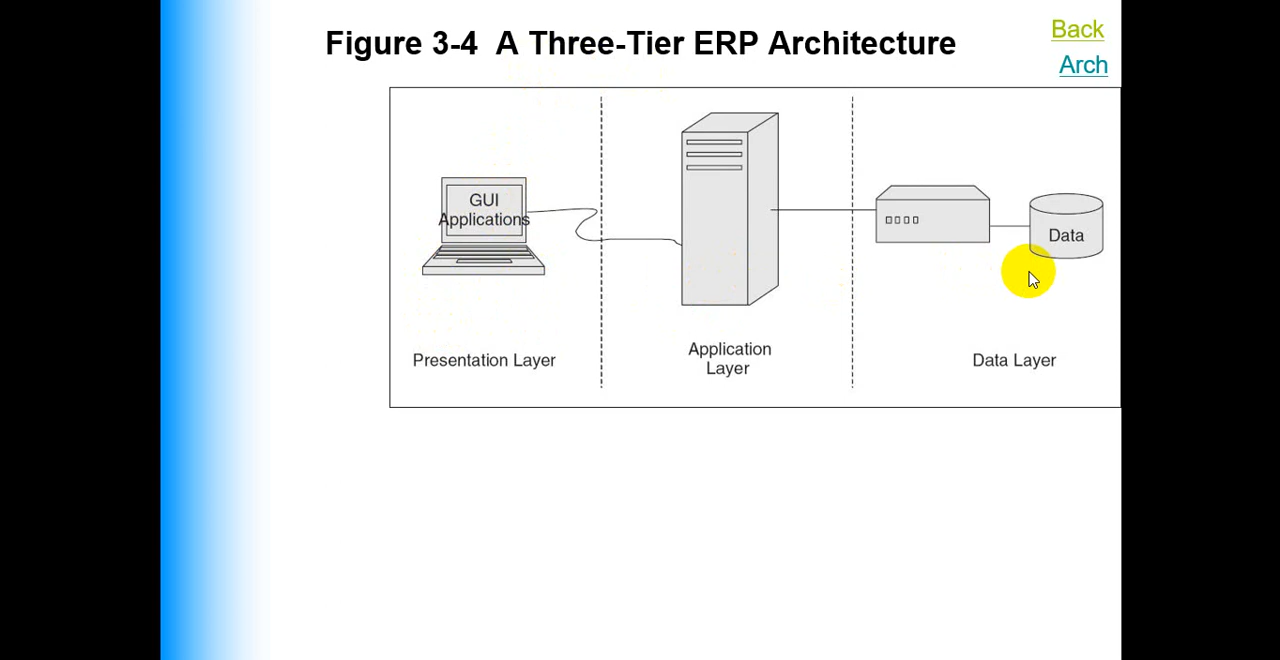 Figure 3-4 A Three-Tier ERP Architecture
Back
Arch
GUI
Applications
Data
Presentation Layer
Application
Layer
Data Layer